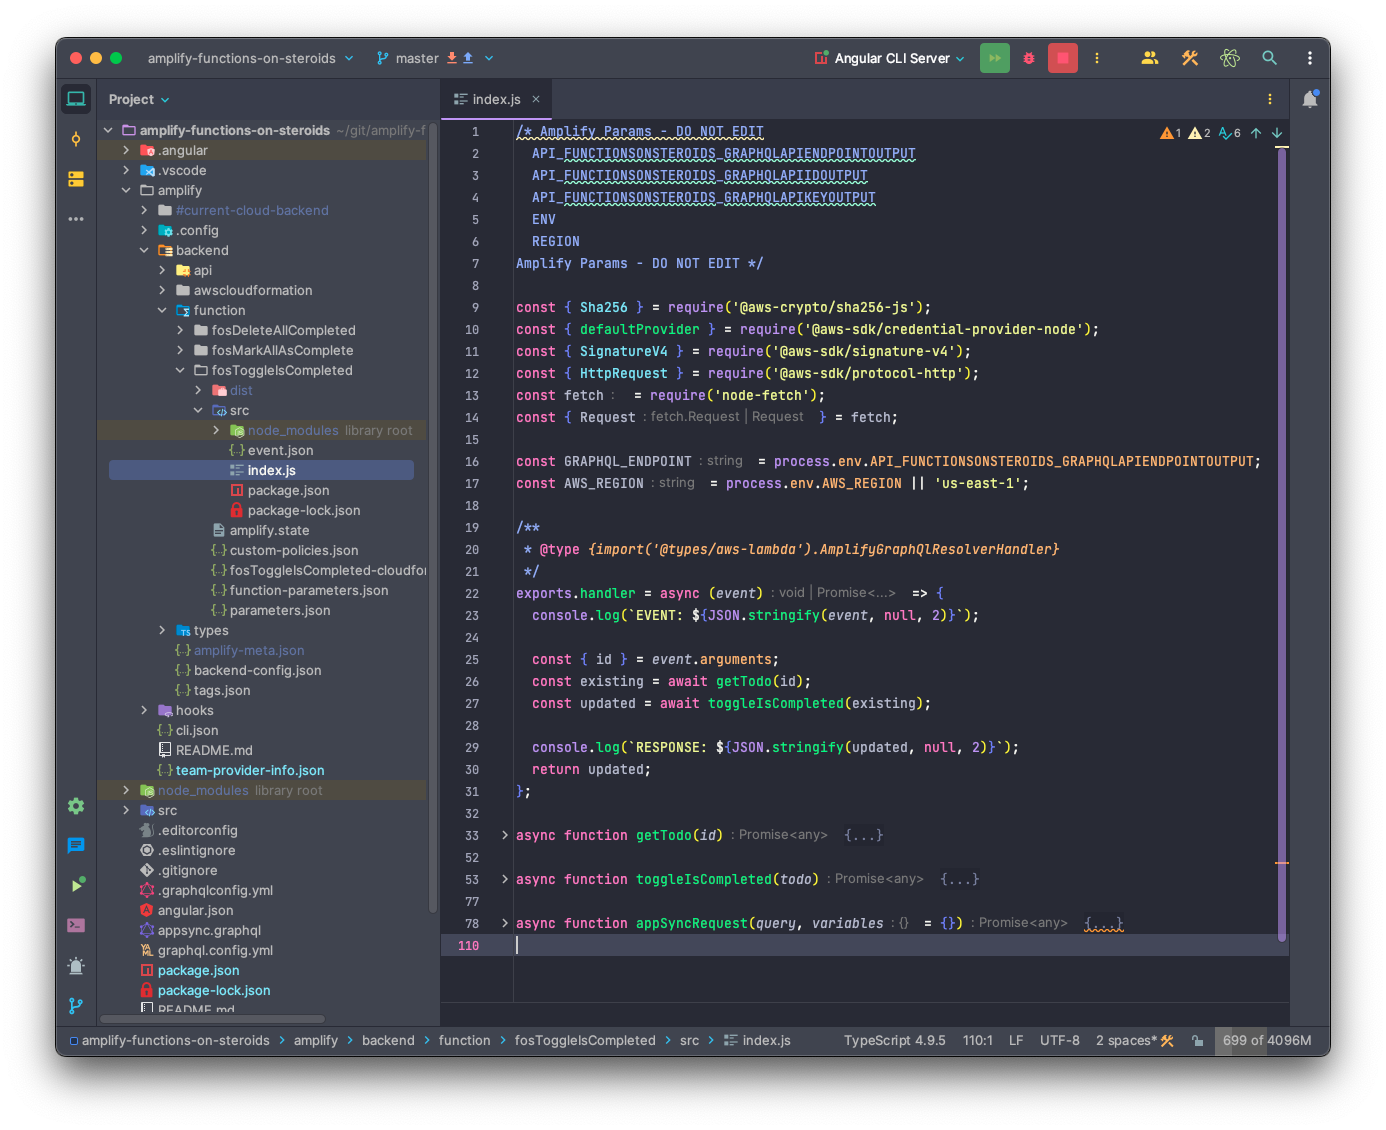 amplify-functions-on-steroids
master
Angular CLI Server
Project
index.js
amplify-functions-on-steroids ~/git/amplify-f
.angular
.vscode
amplify
#current-cloud-backend
.config
backend
api
awscloudformation
function
fosDeleteAllCompleted
fosMarkAllAsComplete
fosToggleIsCompleted
dist
src
node_modules library root
event.json
index.js
package.json
package-lock.json
amplify.state
custom-policies.json
fosToggleIsCompleted-cloudfor
function-parameters.json
parameters.json
types
amplify-meta.json
backend-config.json
tags.json
hooks
cli.json
README.md
team-provider-info.json
node_modules library root
src
.editorconfig
.eslintignore
.gitignore
.graphqlconfig.yml
angular.json
appsync.graphql
graphql.config.yml
package.json
package-lock.json
README.md
1 /* Amplify Params - DO NOT EDIT
1 2 6
2 API_FUNCTIONSONSTEROIDS_GRAPHQLAPIENDPOINTOUTPUT
3 API_FUNCTIONSONSTEROIDS_GRAPHQLAPIIDOUTPUT
4 API_FUNCTIONSONSTEROIDS_GRAPHQLAPIKEYOUTPUT
5 ENV
6 REGION
7 Amplify Params - DO NOT EDIT */
8
9 const { Sha256 } = require('@aws-crypto/sha256-js');
10 const { defaultProvider } = require('@aws-sdk/credential-provider-node');
11 const { SignatureV4 } = require('@aws-sdk/signature-v4');
12 const { HttpRequest } = require('@aws-sdk/protocol-http');
13 const fetch : = require('node-fetch');
14 const { Request : fetch.Request | Request } = fetch;
15
16 const GRAPHQL_ENDPOINT : string = process.env.API_FUNCTIONSONSTEROIDS_GRAPHQLAPIENDPOINTOUTPUT;
17 const AWS_REGION : string = process.env.AWS_REGION || 'us-east-1';
18
19 /**
20 * @type {import('@types/aws-lambda').AmplifyGraphQlResolverHandler}
21 */
22 exports.handler = async (event) : void | Promise<...> => {
23 console.log(`EVENT: ${JSON.stringify(event, null, 2)}`);
24
25 const { id } = event.arguments;
26 const existing = await getTodo(id);
27 const updated = await toggleIsCompleted(existing);
28
29 console.log(`RESPONSE: ${JSON.stringify(updated, null, 2)}`);
30 return updated;
31 };
32
33 async function getTodo(id) : Promise<any> {...}
52
53 async function toggleIsCompleted(todo) : Promise<any> {...}
77
78 async function appSyncRequest(query, variables : {} = {}) : Promise<any> {...}
110
amplify-functions-on-steroids > amplify > backend > function > fosToggleIsCompleted > src > index.js
TypeScript 4.9.5 110:1 LF UTF-8 2 spaces* 699 of 4096M